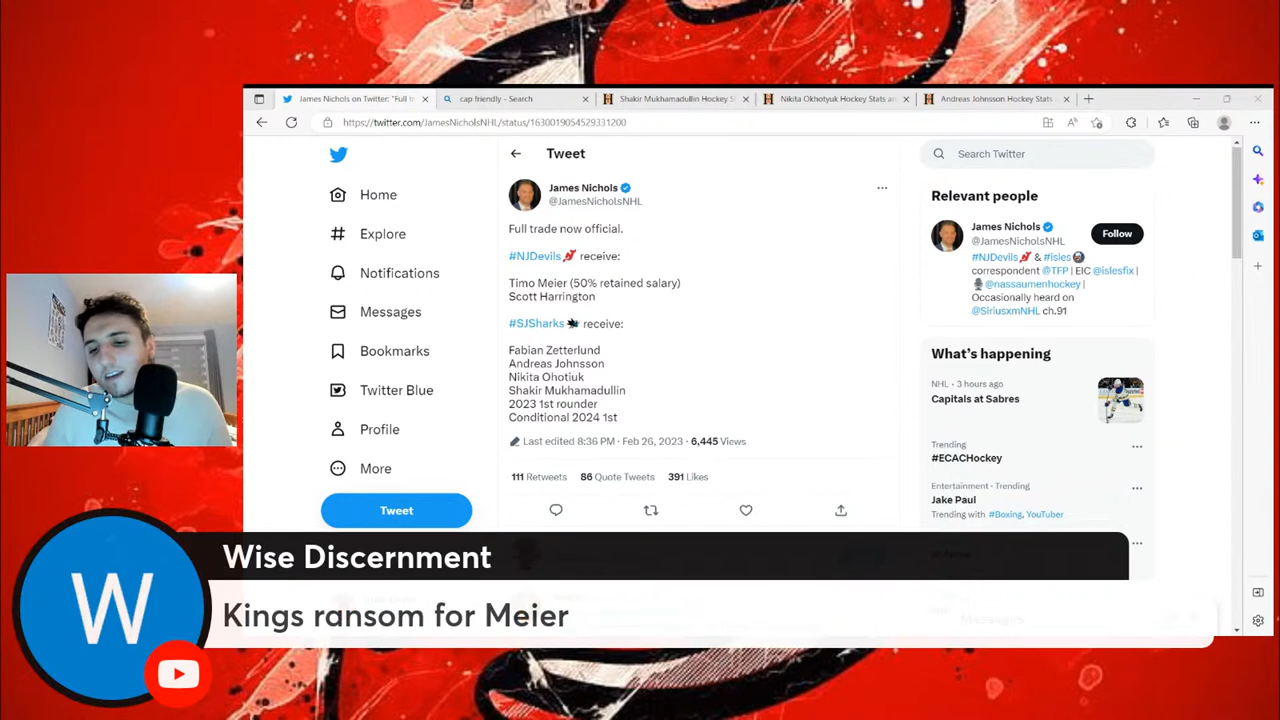 James Nichols on Twitter: "Full t
cap friendly - Search
Shakir Mukhamadullin Hockey S
Nikita Okhotyuk Hockey Stats a
Andreas Johnsson Hockey Stats
https://twitter.com/JamesNicholsNHL/status/1630019054529331200
Tweet
Search Twitter
Home
Explore
Notifications
Messages
Bookmarks
Twitter Blue
Profile
More
Tweet
James Nichols
@JamesNicholsNHL
Full trade now official.
#NJDevils receive:
Timo Meier (50% retained salary)
Scott Harrington
#SJSharks receive:
Fabian Zetterlund
Andreas Johnsson
Nikita Ohotiuk
Shakir Mukhamadullin
2023 1st rounder
Conditional 2024 1st
Last edited 8:36 PM · Feb 26, 2023 · 6,445 Views
111 Retweets 86 Quote Tweets 391 Likes
Relevant people
James Nichols
@JamesNicholsNHL
Follow
#NJDevils & #isles
correspondent @TFP | EIC @islesfix |
@nassaumenhockey |
Occasionally heard on
@SiriusxmNHL ch.91
What's happening
NHL · 3 hours ago
Capitals at Sabres
Trending
#ECACHockey
Entertainment · Trending
Jake Paul
Trending with #Boxing, YouTuber
Messages
W
Wise Discernment
Kings ransom for Meier